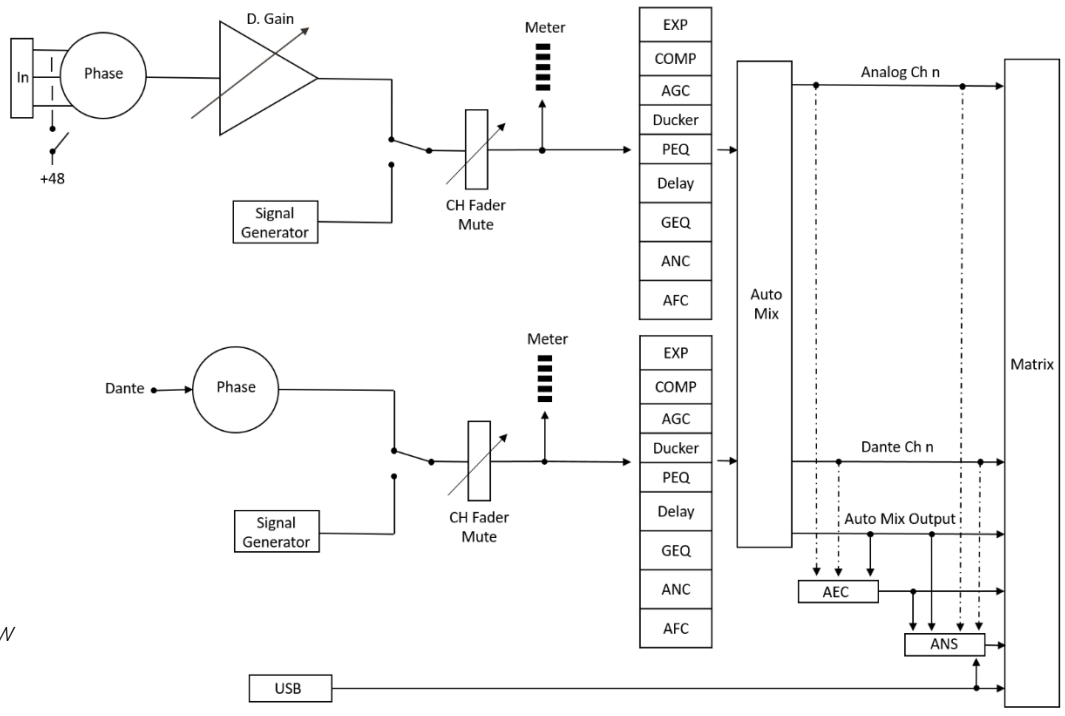 D. Gain
In
Phase
+48
Signal
Generator
CH Fader
Mute
Meter
EXP
COMP
AGC
Ducker
PEQ
Delay
GEQ
ANC
AFC
Auto
Mix
Analog Ch n
Matrix
Dante
Phase
Signal
Generator
CH Fader
Mute
Meter
EXP
COMP
AGC
Ducker
PEQ
Delay
GEQ
ANC
AFC
Dante Ch n
Auto Mix Output
AEC
ANS
W
USB